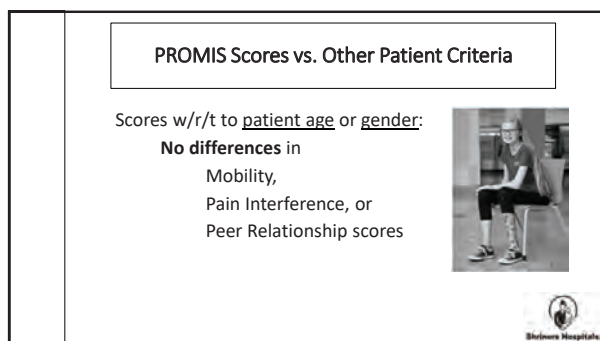 PROMIS Scores vs. Other Patient Criteria
Scores w/r/t to patient age or gender:
No differences in
Mobility,
Pain Interference, or
Peer Relationship scores
Shriners Hospitals